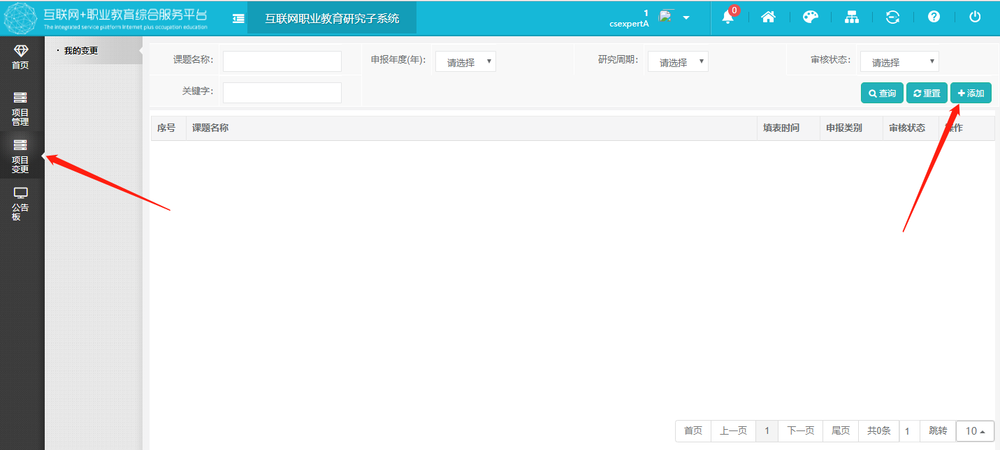 互联网+职业教育综合服务平台
The integrated service platform Internet plus occupation education
互联网职业教育研究子系统
1
csexpertA
0
首页
项目
管理
项目
变更
公告
板
· 我的变更
课题名称：
申报年度(年)：
请选择
研究周期：
请选择
审核状态：
请选择
关键字：
查询
重置
添加
序号
课题名称
填表时间
申报类别
审核状态
操作
首页
上一页
1
下一页
尾页
共0条
1
跳转
10